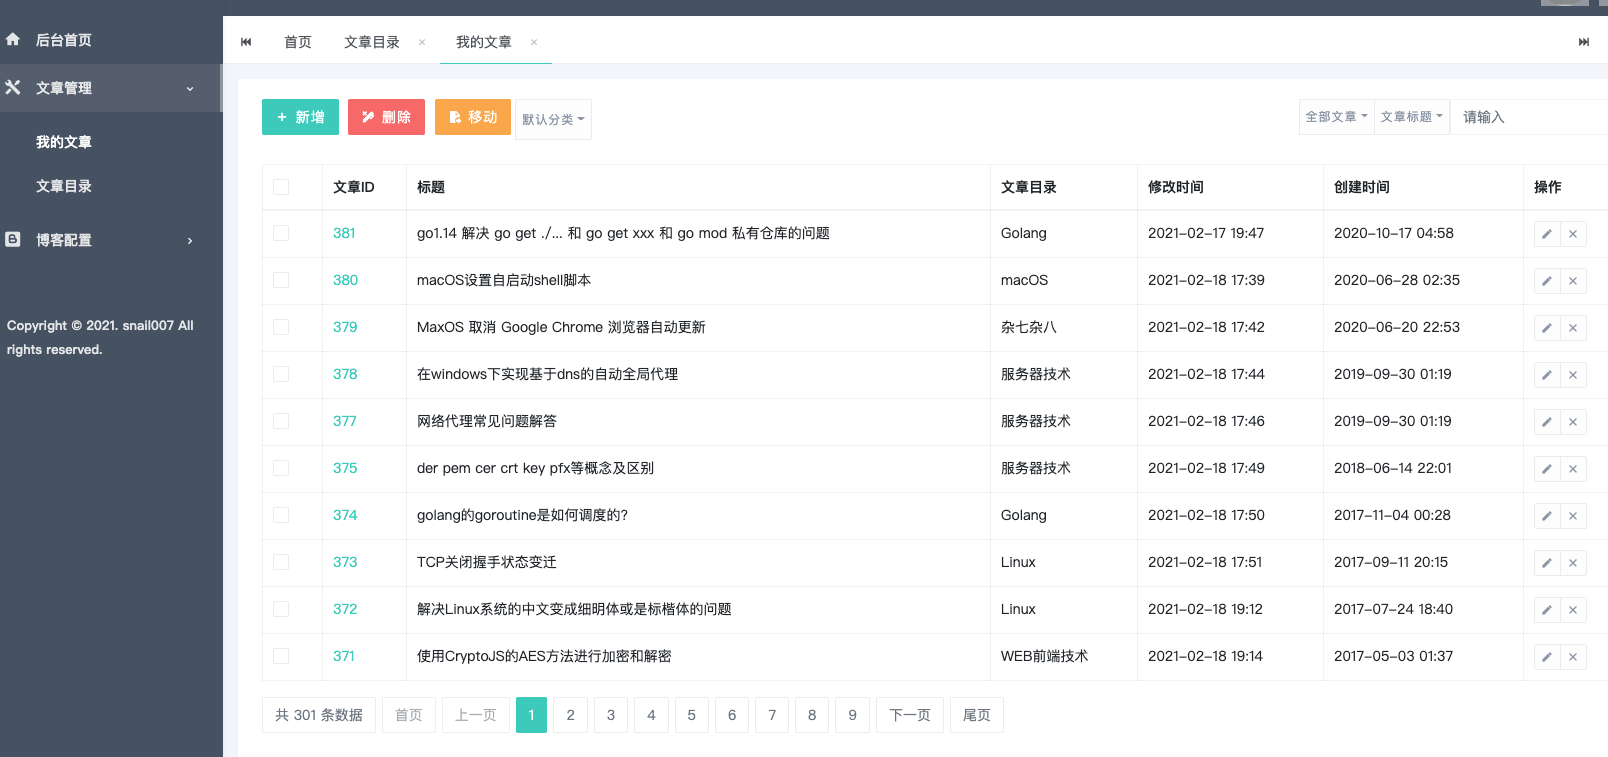 后台首页
文章管理
我的文章
文章目录
博客配置
Copyright © 2021. snail007 All
rights reserved.
首页 文章目录 × 我的文章 ×
+ 新增 删除 移动 默认分类 全部文章 文章标题 请输入
文章ID 标题 文章目录 修改时间 创建时间 操作
381 go1.14 解决 go get ./... 和 go get xxx 和 go mod 私有仓库的问题 Golang 2021-02-17 19:47 2020-10-17 04:58
380 macOS设置自启动shell脚本 macOS 2021-02-18 17:39 2020-06-28 02:35
379 MaxOS 取消 Google Chrome 浏览器自动更新 杂七杂八 2021-02-18 17:42 2020-06-20 22:53
378 在windows下实现基于dns的自动全局代理 服务器技术 2021-02-18 17:44 2019-09-30 01:19
377 网络代理常见问题解答 服务器技术 2021-02-18 17:46 2019-09-30 01:19
375 der pem cer crt key pfx等概念及区别 服务器技术 2021-02-18 17:49 2018-06-14 22:01
374 golang的goroutine是如何调度的? Golang 2021-02-18 17:50 2017-11-04 00:28
373 TCP关闭握手状态变迁 Linux 2021-02-18 17:51 2017-09-11 20:15
372 解决Linux系统的中文变成细明体或是标楷体的问题 Linux 2021-02-18 19:12 2017-07-24 18:40
371 使用CryptoJS的AES方法进行加密和解密 WEB前端技术 2021-02-18 19:14 2017-05-03 01:37
共 301 条数据 首页 上一页 1 2 3 4 5 6 7 8 9 下一页 尾页